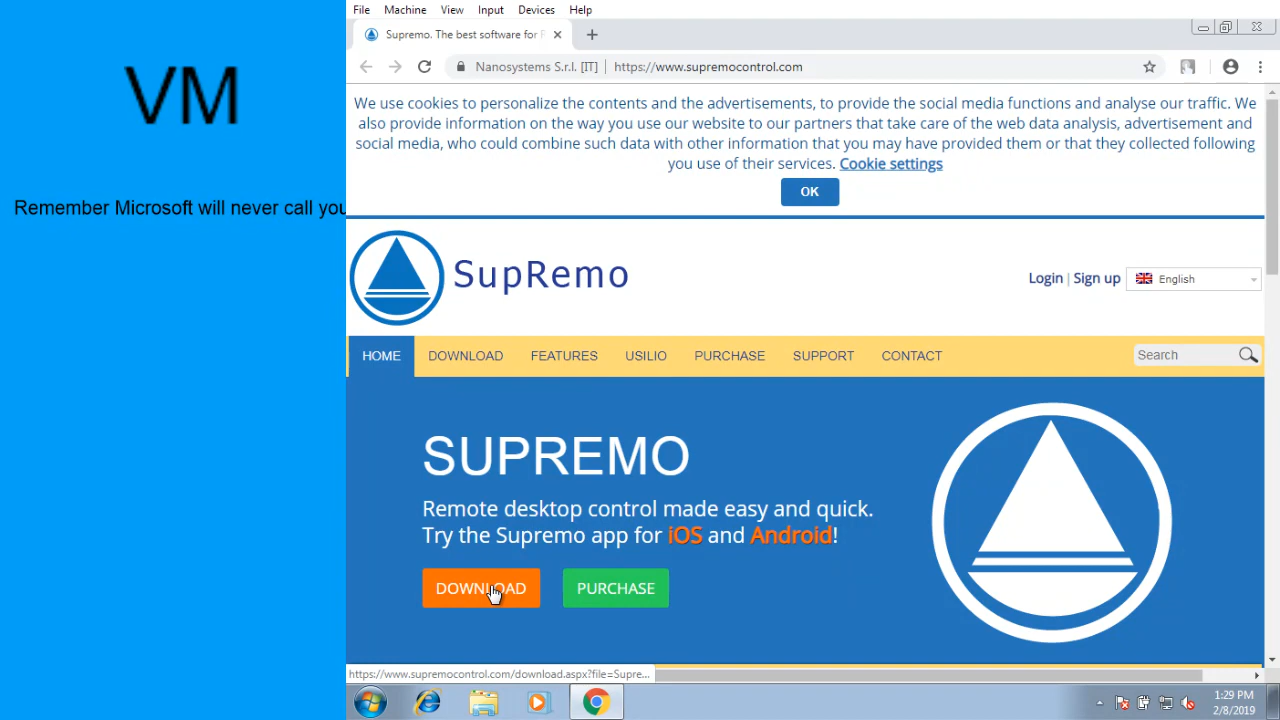 VM
Remember Microsoft will never call you
File Machine View Input Devices Help
Supremo. The best software for
Nanosystems S.r.l. [IT] https://www.supremocontrol.com
We use cookies to personalize the contents and the advertisements, to provide the social media functions and analyse our traffic. We
also provide information on the way you use our website to our partners that take care of the web data analysis, advertisement and
social media, who could combine such data with other information that you may have provided them or that they collected following
you use of their services. Cookie settings
OK
SupRemo
Login | Sign up English
HOME DOWNLOAD FEATURES USILIO PURCHASE SUPPORT CONTACT Search
SUPREMO
Remote desktop control made easy and quick.
Try the Supremo app for iOS and Android!
DOWNLOAD PURCHASE
https://www.supremocontrol.com/download.aspx?file=Supre...
1:29 PM
2/8/2019